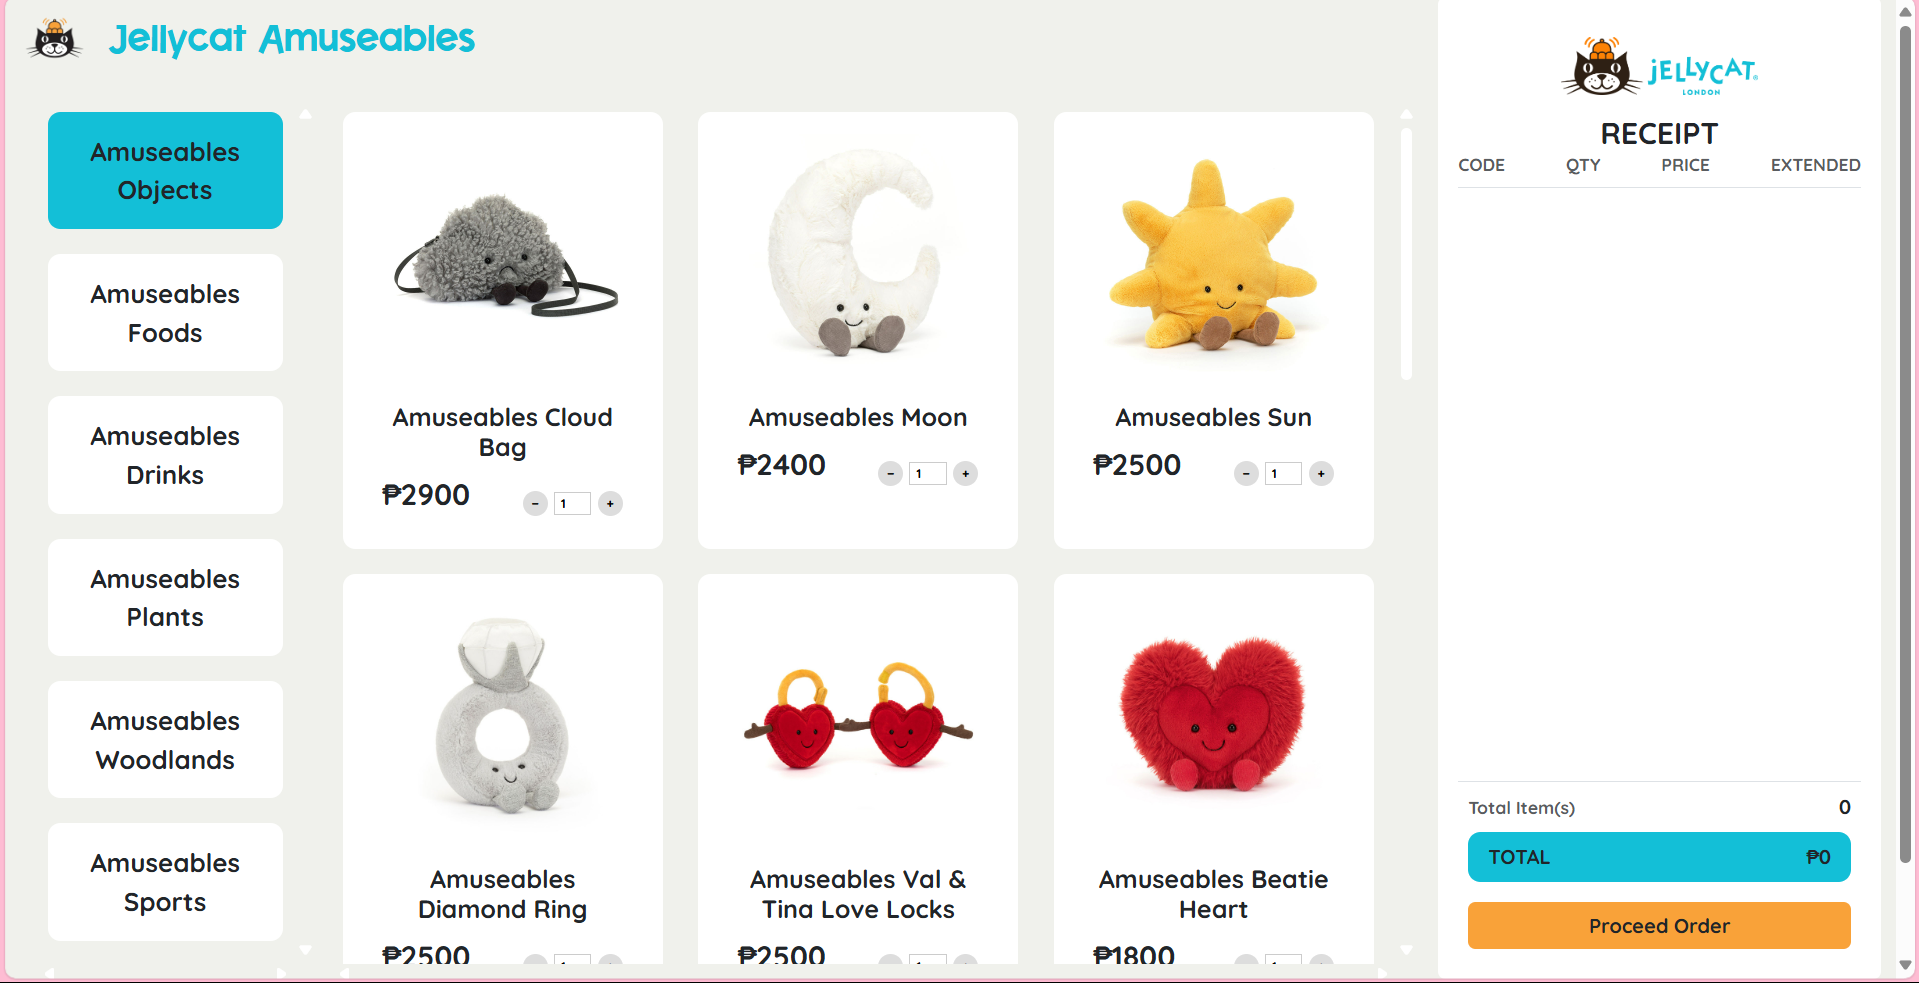 Jellycat Amuseables
Amuseables
Objects
Amuseables
Foods
Amuseables
Drinks
Amuseables
Plants
Amuseables
Woodlands
Amuseables
Sports
Amuseables Cloud
Bag
₱2900
- 1 +
Amuseables Moon
₱2400
- 1 +
Amuseables Sun
₱2500
- 1 +
Amuseables
Diamond Ring
₱2500
Amuseables Val &
Tina Love Locks
₱2500
Amuseables Beatie
Heart
₱1800
jELLYCAT
LONDON
RECEIPT
CODE QTY PRICE EXTENDED
Total Item(s) 0
TOTAL ₱0
Proceed Order